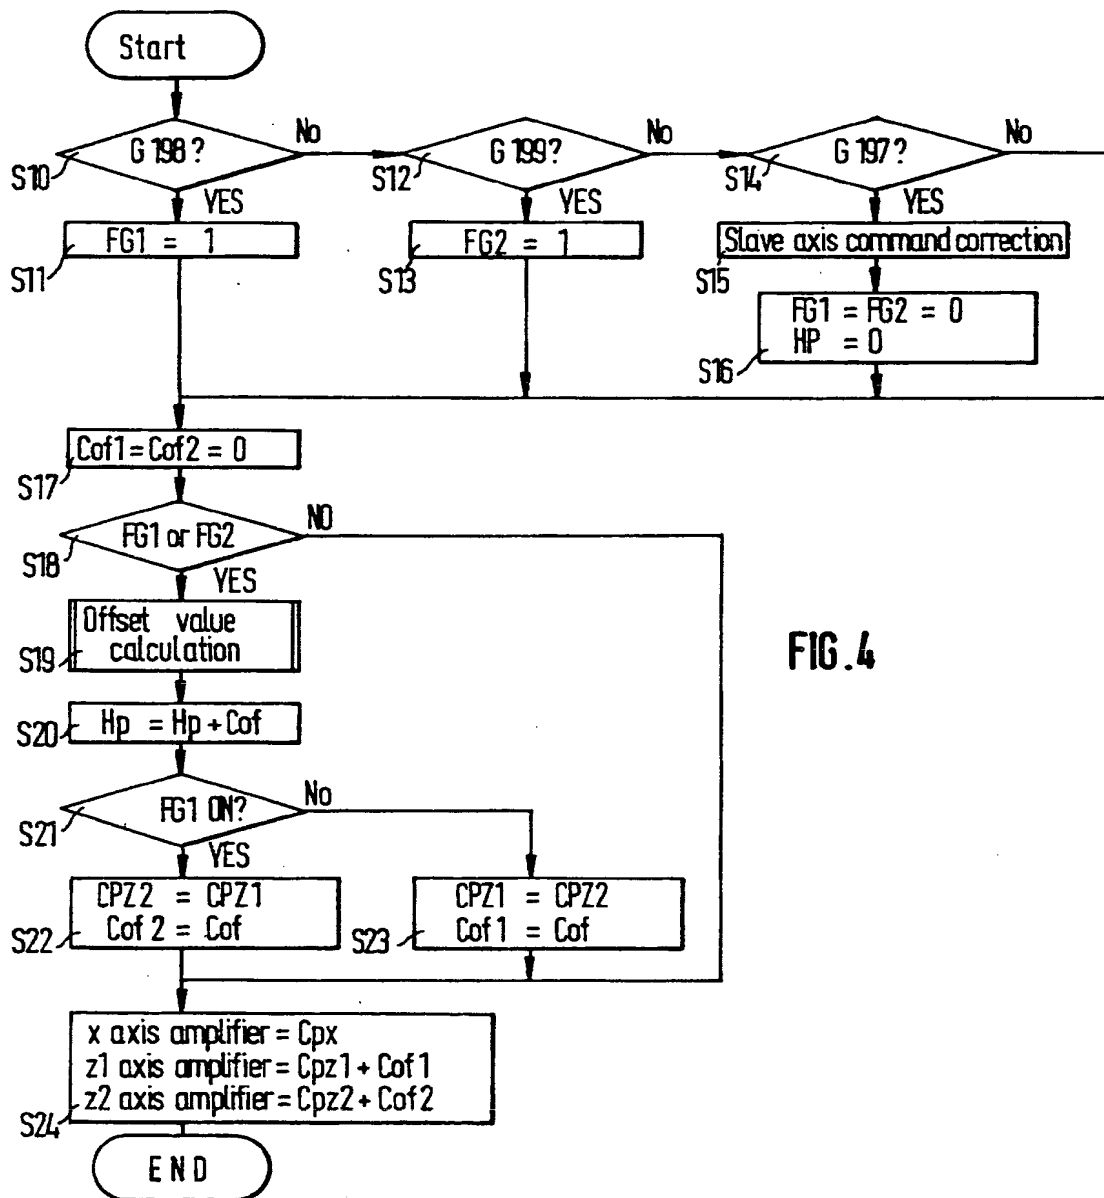 Start
G 198 ?
No
S10
YES
FG1 = 1
S11
G 199 ?
No
S12
YES
FG2 = 1
S13
G 197 ?
No
S14
YES
Slave axis command correction
S15
FG1 = FG2 = 0
HP = 0
S16
Cof1 = Cof2 = 0
S17
FG1 or FG2
NO
S18
YES
Offset value
calculation
S19
Hp = Hp + Cof
S20
FG1 ON?
No
S21
YES
CPZ2 = CPZ1
Cof 2 = Cof
S22
CPZ1 = CPZ2
Cof 1 = Cof
S23
x axis amplifier = Cpx
z1 axis amplifier = Cpz1 + Cof1
z2 axis amplifier = Cpz2 + Cof2
S24
END
FIG.4